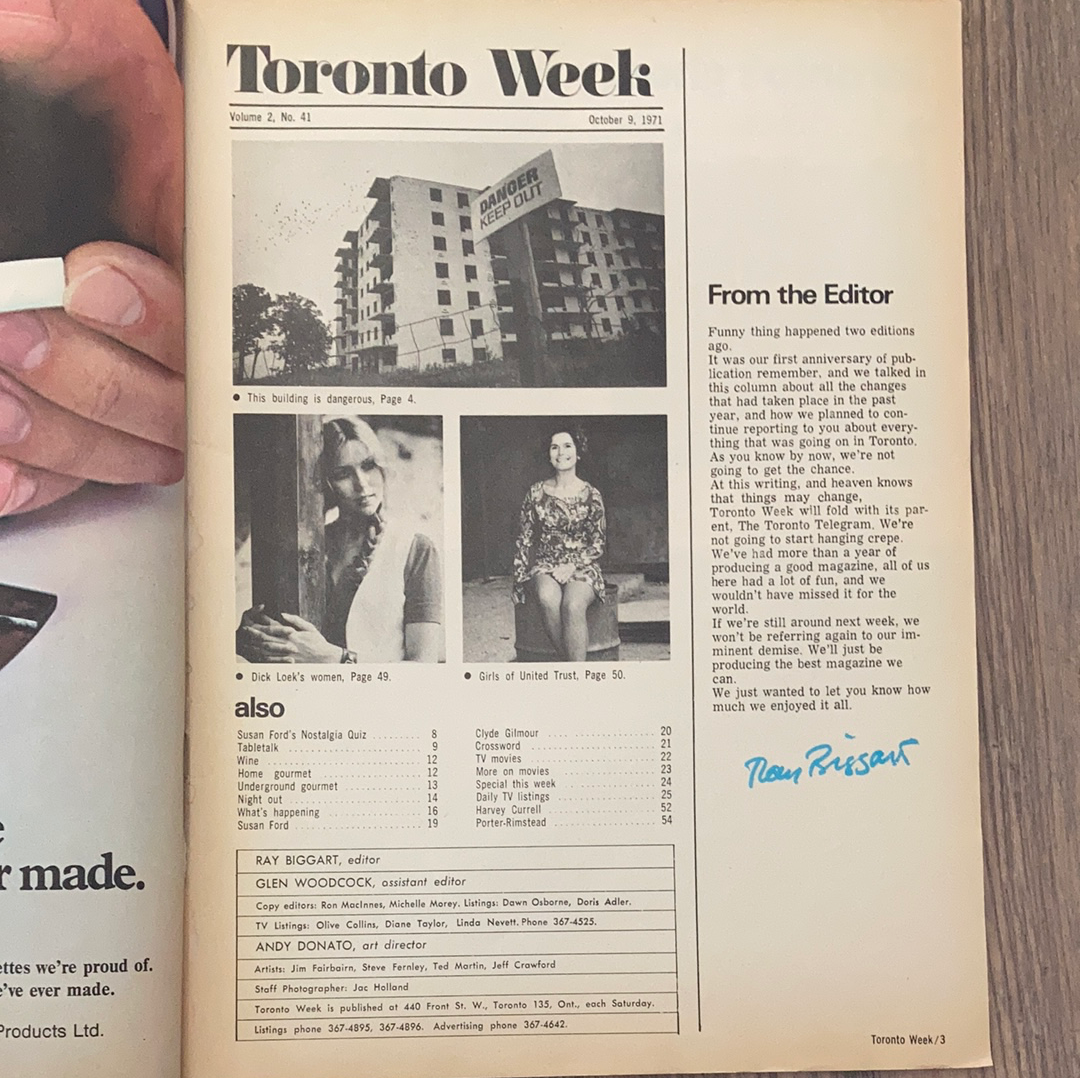 r made.
ettes we're proud of.
e've ever made.
Products Ltd.
Toronto Week
Volume 2, No. 41
October 9, 1971
DANGER
KEEP OUT
● This building is dangerous, Page 4.
● Dick Loek's women, Page 49.
● Girls of United Trust, Page 50.
also
Susan Ford's Nostalgia Quiz ........ 8
Tabletalk ........ 9
Wine ........ 12
Home gourmet ........ 12
Underground gourmet ........ 13
Night out ........ 14
What's happening ........ 16
Susan Ford ........ 19
Clyde Gilmour ........ 20
Crossword ........ 21
TV movies ........ 22
More on movies ........ 23
Special this week ........ 24
Daily TV listings ........ 25
Harvey Currell ........ 52
Porter-Rimstead ........ 54
RAY BIGGART, editor
GLEN WOODCOCK, assistant editor
Copy editors: Ron MacInnes, Michelle Morey. Listings: Dawn Osborne, Doris Adler.
TV Listings: Olive Collins, Diane Taylor, Linda Nevett. Phone 367-4525.
ANDY DONATO, art director
Artists: Jim Fairbairn, Steve Fernley, Ted Martin, Jeff Crawford
Staff Photographer: Jac Holland
Toronto Week is published at 440 Front St. W., Toronto 135, Ont., each Saturday.
Listings phone 367-4895, 367-4896. Advertising phone 367-4642.
From the Editor
Funny thing happened two editions
ago.
It was our first anniversary of pub-
lication remember, and we talked in
this column about all the changes
that had taken place in the past
year, and how we planned to con-
tinue reporting to you about every-
thing that was going on in Toronto.
As you know by now, we're not
going to get the chance.
At this writing, and heaven knows
that things may change,
Toronto Week will fold with its par-
ent, The Toronto Telegram. We're
not going to start hanging crepe.
We've had more than a year of
producing a good magazine, all of us
here had a lot of fun, and we
wouldn't have missed it for the
world.
If we're still around next week, we
won't be referring again to our im-
minent demise. We'll just be
producing the best magazine we
can.
We just wanted to let you know how
much we enjoyed it all.
Ray Biggart
Toronto Week/3